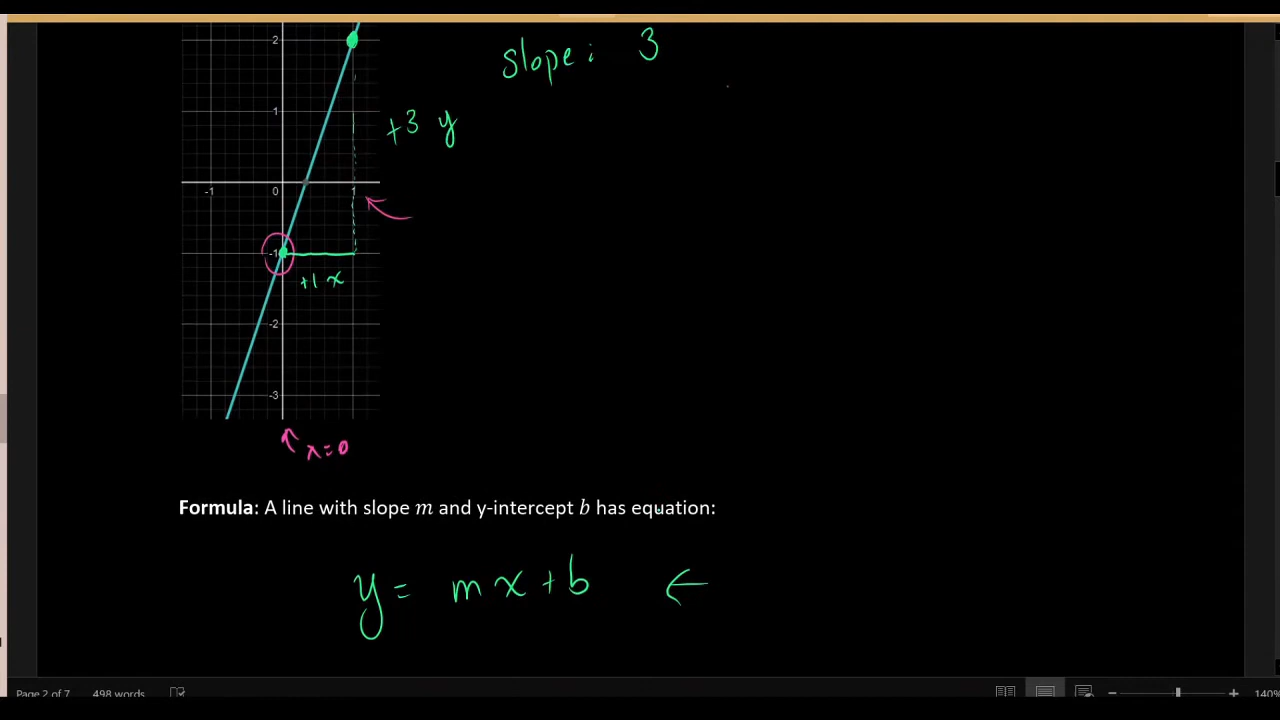 2
slope: 3
1
+3 y
-1
0
1
-1
+1 x
-2
-3
x=0
Formula: A line with slope m and y-intercept b has equation:
y = mx+b
Page 2 of 7 498 words 140%